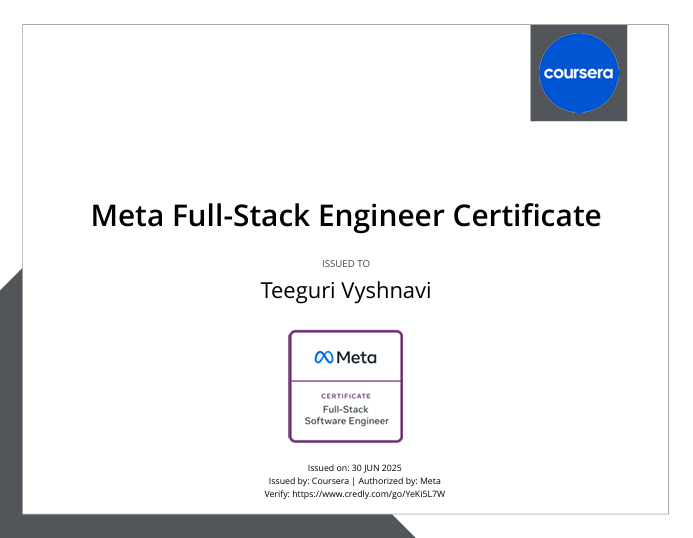 coursera
Meta Full-Stack Engineer Certificate
ISSUED TO
Teeguri Vyshnavi
Meta
CERTIFICATE
Full-Stack
Software Engineer
Issued on: 30 JUN 2025
Issued by: Coursera | Authorized by: Meta
Verify: https://www.credly.com/go/YeKi5L7W